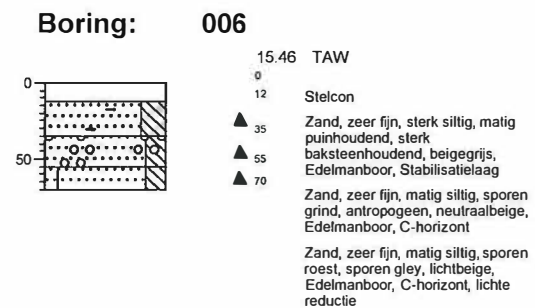 Boring: 006
15.46 TAW
0
0
12
Stelcon
35
Zand, zeer fijn, sterk siltig, matig
puinhoudend, sterk
baksteenhoudend, beigegrijs,
Edelmanboor, Stabilisatielaag
50
55
70
Zand, zeer fijn, matig siltig, sporen
grind, antropogeen, neutraalbeige,
Edelmanboor, C-horizont
Zand, zeer fijn, matig siltig, sporen
roest, sporen gley, lichtbeige,
Edelmanboor, C-horizont, lichte
reductie